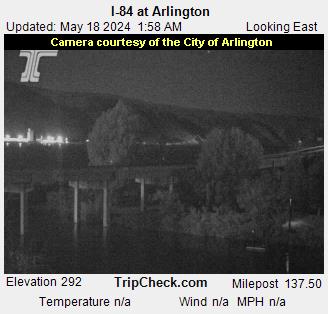 I-84 at Arlington
Updated: May 18 2024 1:58 AM Looking East
Camera courtesy of the City of Arlington
Elevation 292 TripCheck.com Milepost 137.50
Temperature n/a Wind n/a MPH n/a